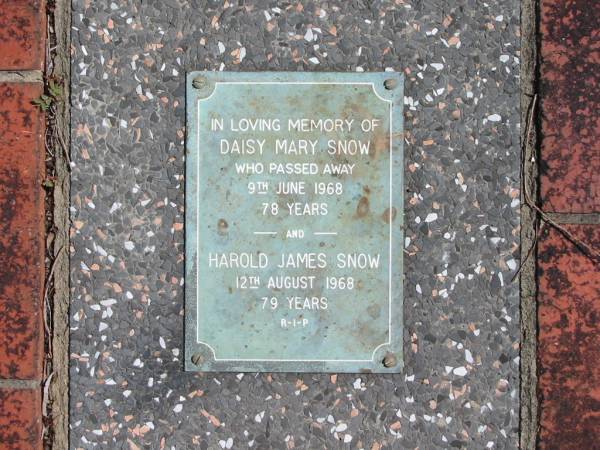 IN LOVING MEMORY OF
DAISY MARY SNOW
WHO PASSED AWAY
9TH JUNE 1968
78 YEARS
— AND —
HAROLD JAMES SNOW
12TH AUGUST 1968
79 YEARS
R-I-P